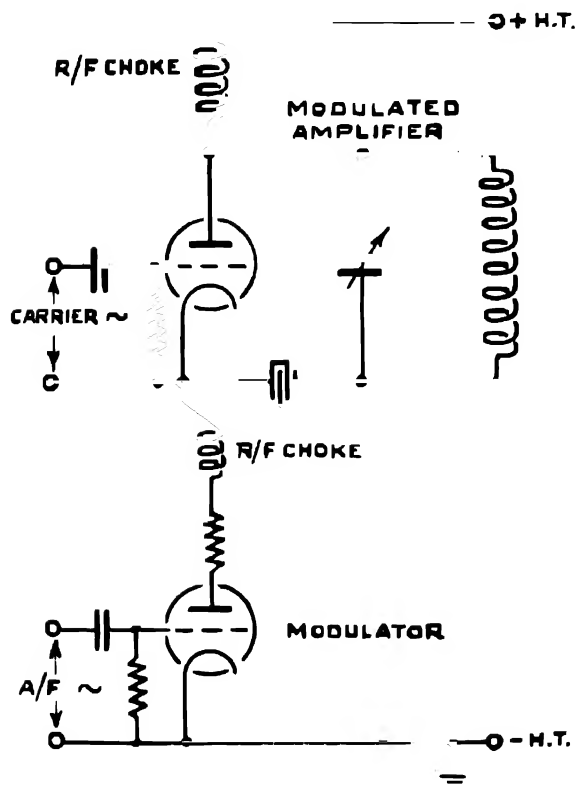 + H.T.
R/F CHOKE
MODULATED
AMPLIFIER
CARRIER ~
R/F CHOKE
MODULATOR
A/F ~
- H.T.